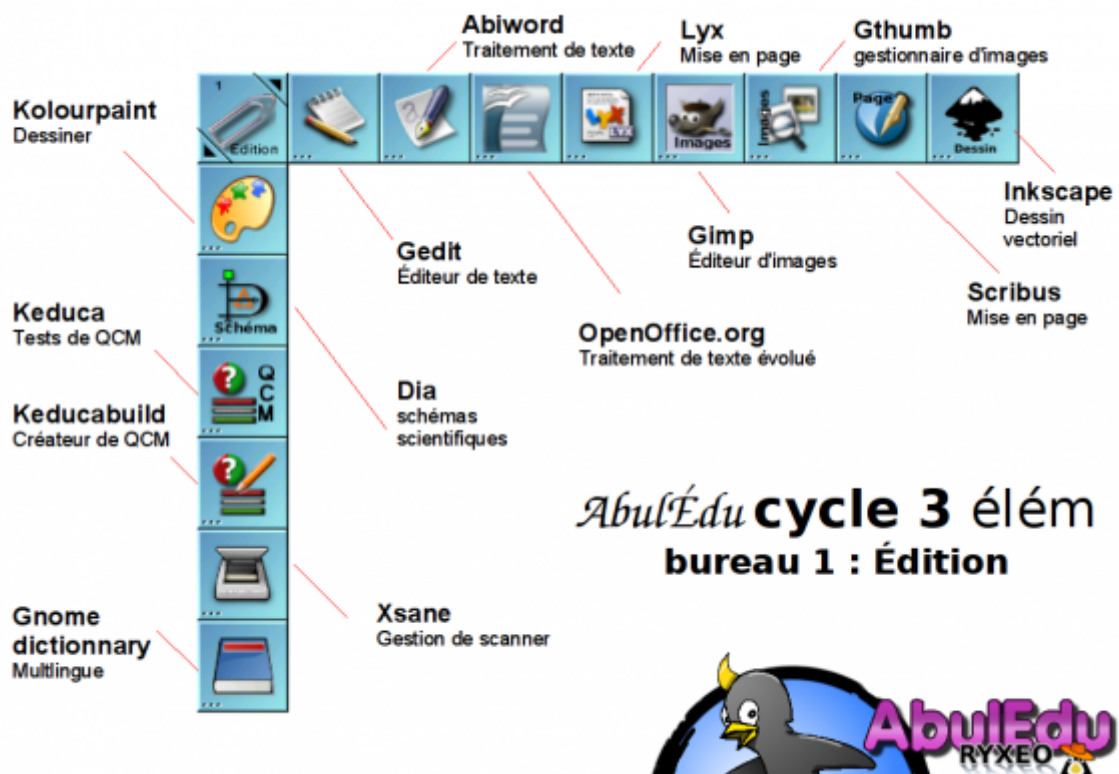 Abiword
Traitement de texte
Lyx
Mise en page
Gthumb
gestionnaire d'images
Kolourpaint
Dessiner
1
Édition
LYX
Images
Images
Page
Dessin
Inkscape
Dessin
vectoriel
Gedit
Éditeur de texte
Gimp
Éditeur d'images
Scribus
Mise en page
Schéma
Keduca
Tests de QCM
OpenOffice.org
Traitement de texte évolué
QCM
Dia
schémas
scientifiques
Keducabuild
Créateur de QCM
AbulÉdu cycle 3 élém
bureau 1 : Édition
Xsane
Gestion de scanner
Gnome
dictionnary
Multlingue
AbulEdu
RYXEO